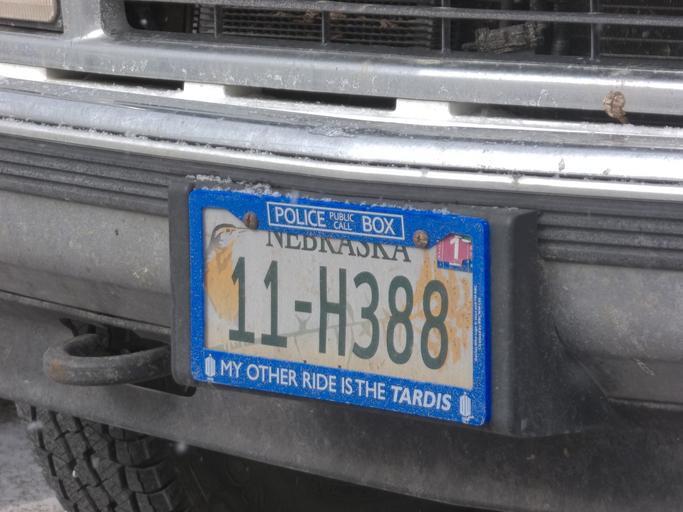 POLICE PUBLIC CALL BOX
NEBRASKA
1
11-H388
MY OTHER RIDE IS THE TARDIS